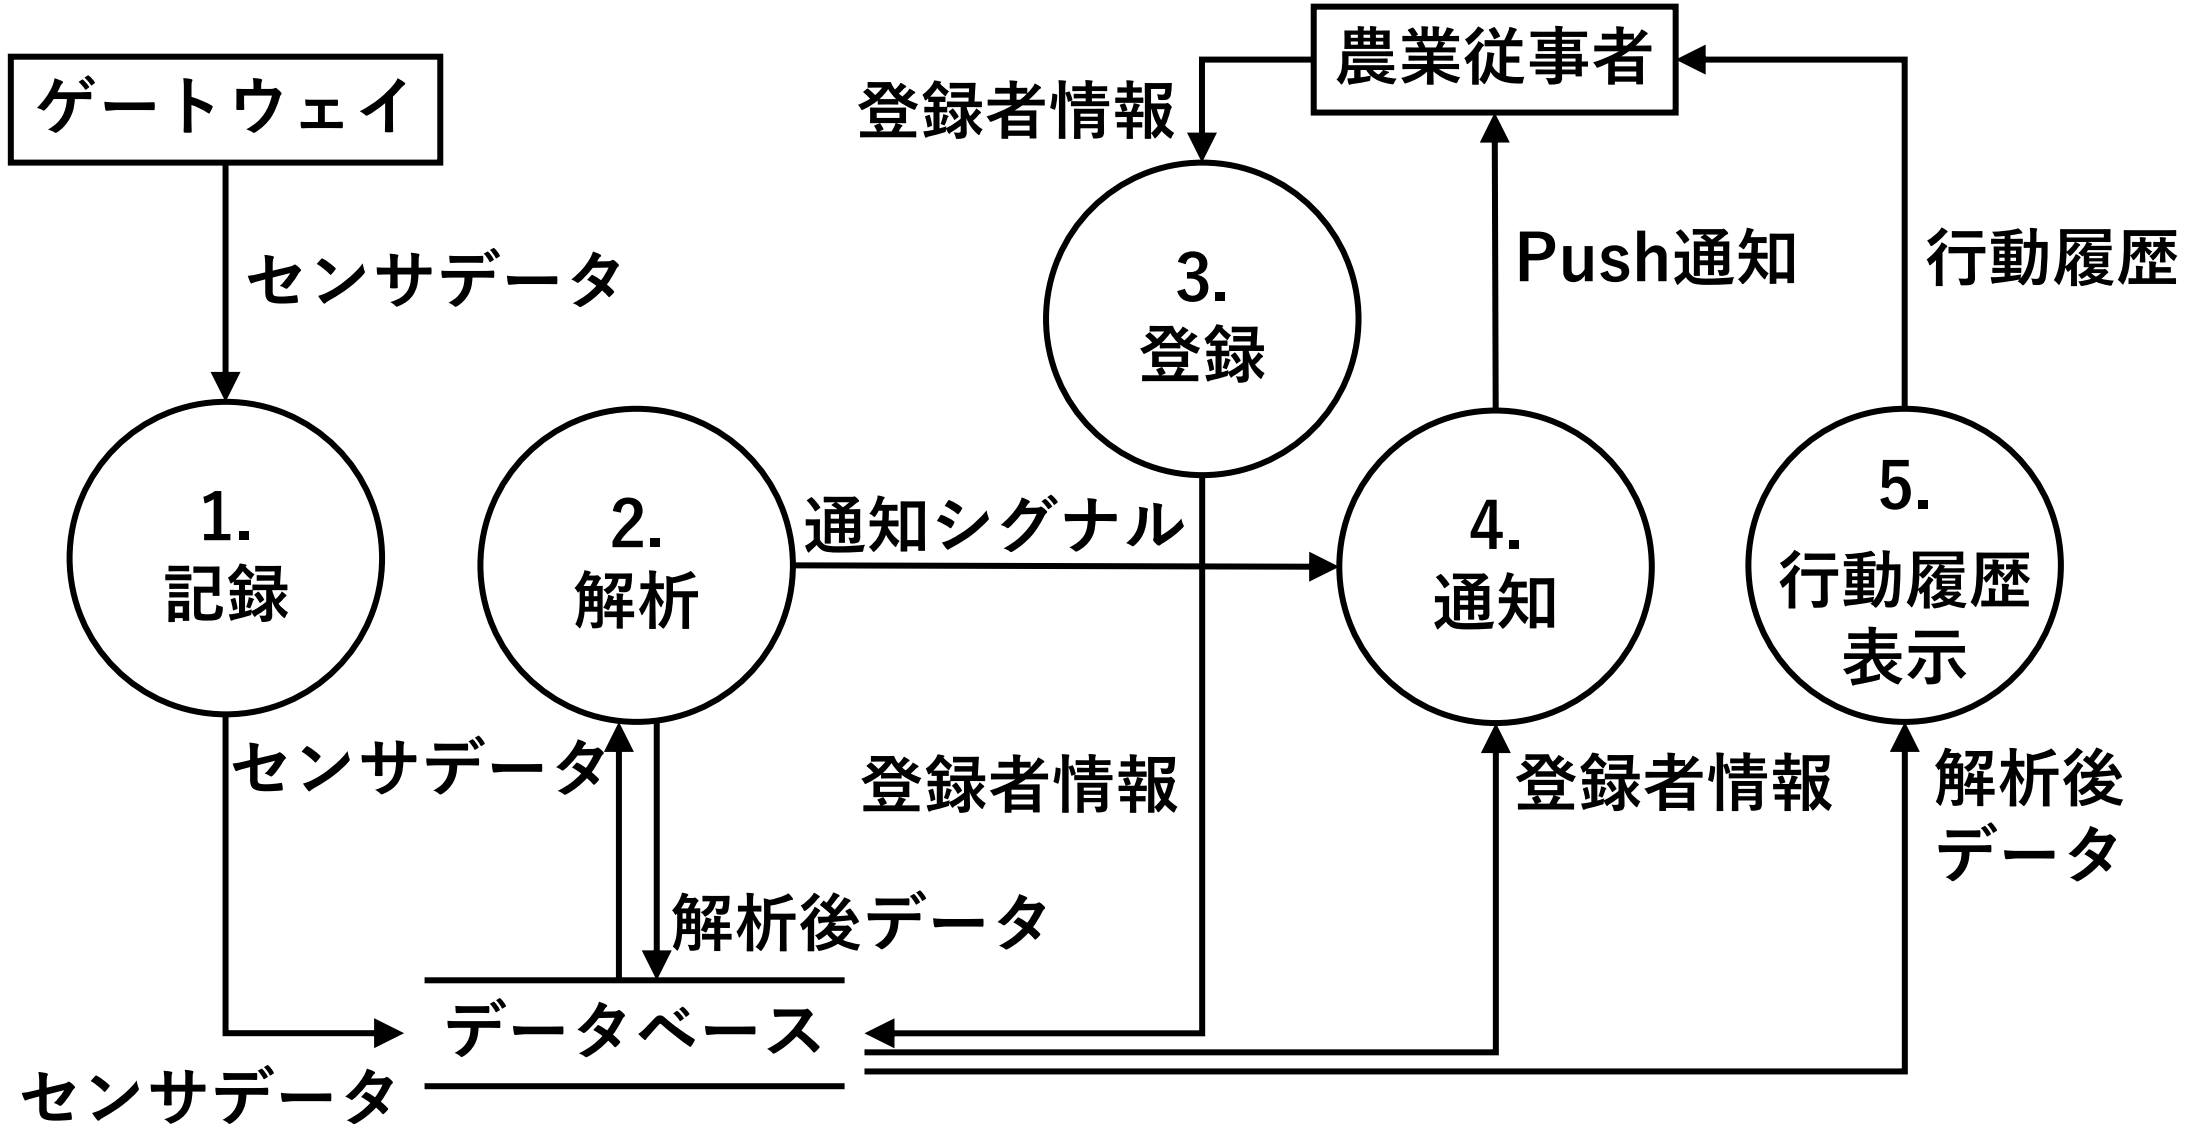 農業従事者
ゲートウェイ
登録者情報
センサデータ
Push通知
行動履歴
3.
登録
1.
記録
2.
解析
通知シグナル
4.
通知
5.
行動履歴
表示
センサデータ
登録者情報
登録者情報
解析後
データ
解析後データ
データベース
センサデータ